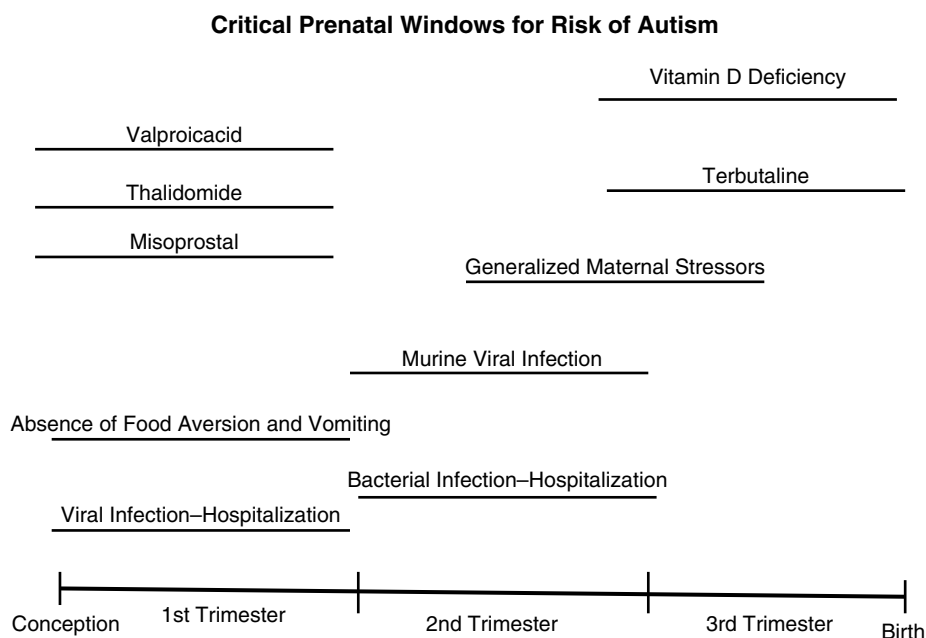 Critical Prenatal Windows for Risk of Autism
Vitamin D Deficiency
Valproicacid
Terbutaline
Thalidomide
Misoprostal
Generalized Maternal Stressors
Murine Viral Infection
Absence of Food Aversion and Vomiting
Bacterial Infection–Hospitalization
Viral Infection–Hospitalization
Conception
1st Trimester
2nd Trimester
3rd Trimester
Birth